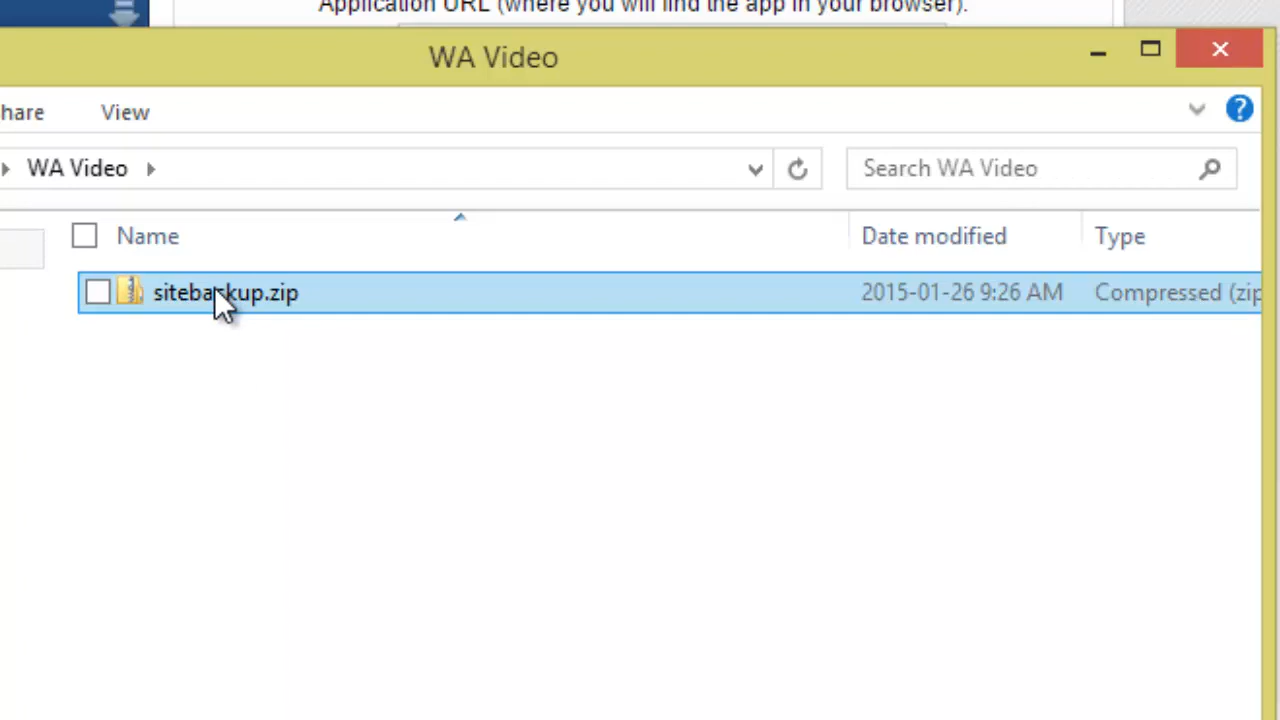 Application URL (where you will find the app in your browser).
WA Video
hare
View
WA Video
Search WA Video
Name
Date modified
Type
sitebackup.zip
2015-01-26 9:26 AM
Compressed (zip